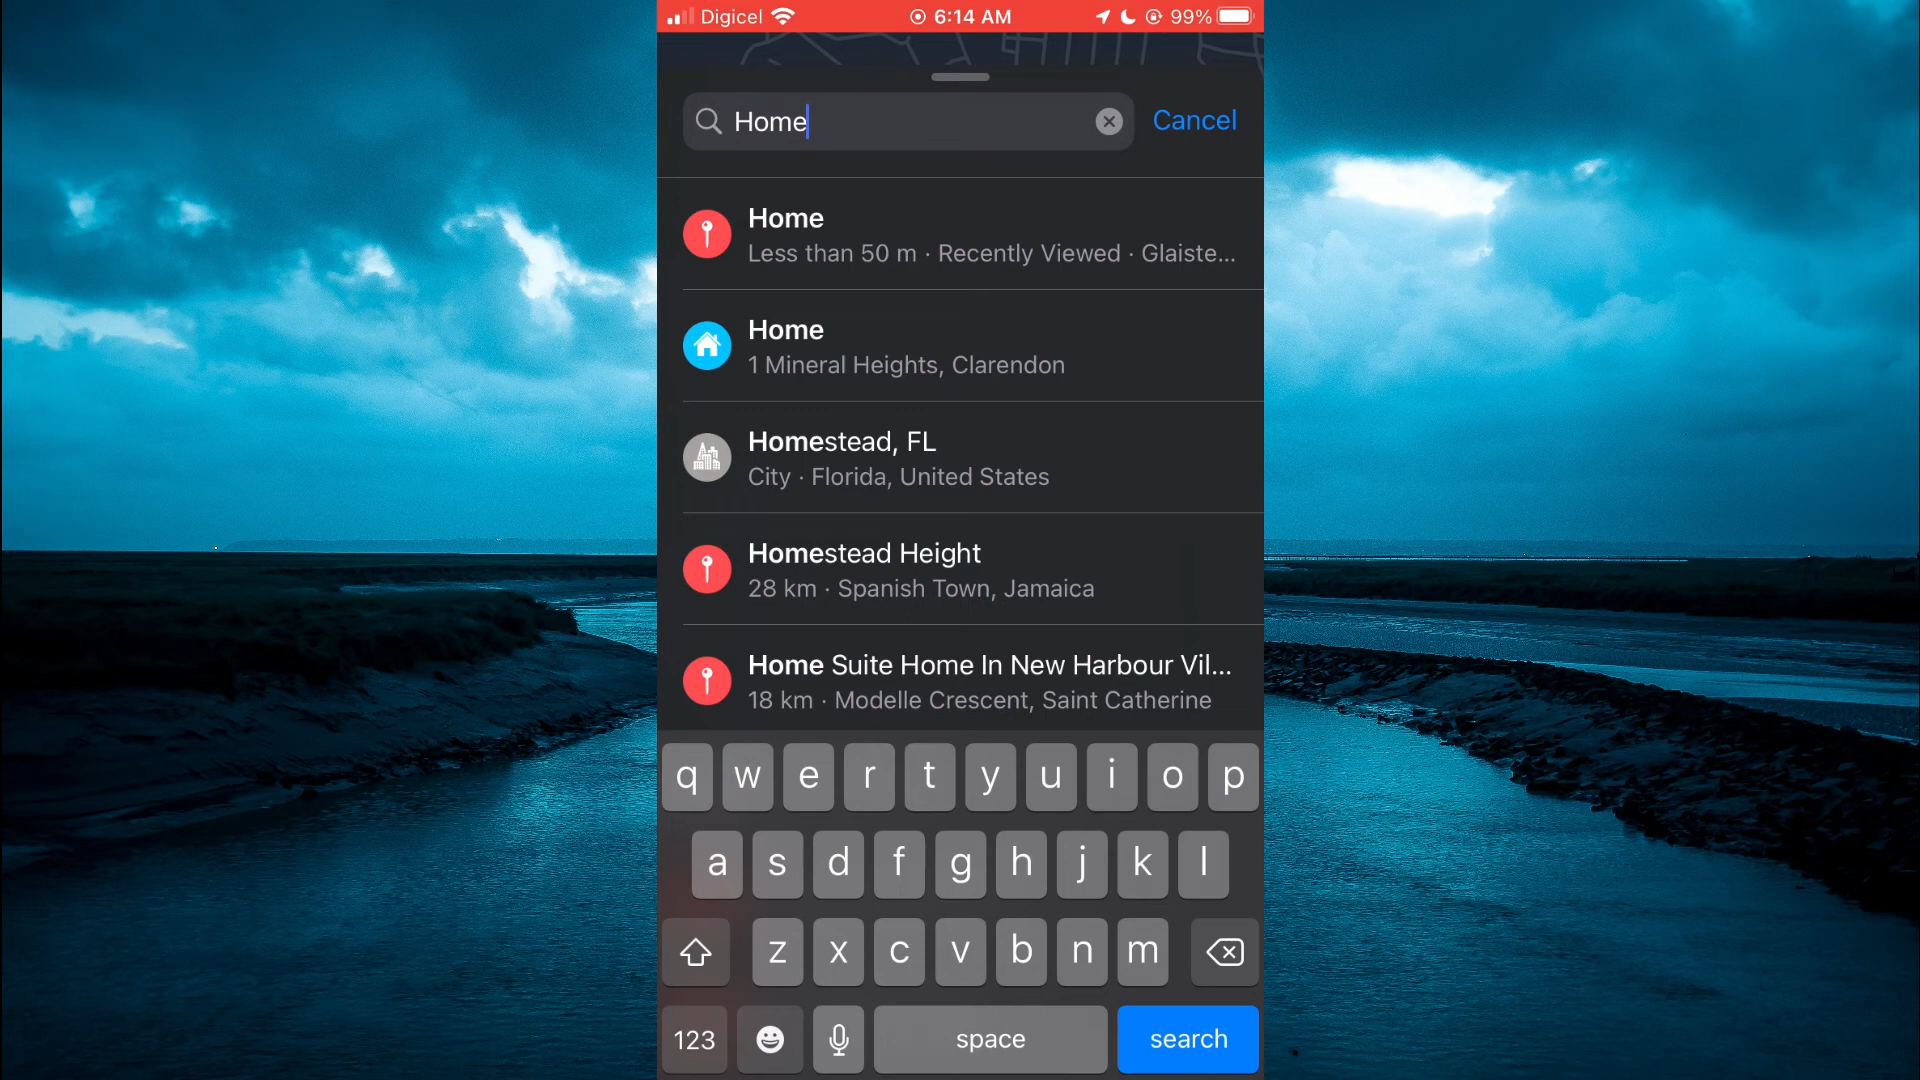 Digicel 6:14 AM 99%
Home Cancel
Home
Less than 50 m · Recently Viewed · Glaiste...
Home
1 Mineral Heights, Clarendon
Homestead, FL
City · Florida, United States
Homestead Height
28 km · Spanish Town, Jamaica
Home Suite Home In New Harbour Vil...
18 km · Modelle Crescent, Saint Catherine
q w e r t y u i o p
a s d f g h j k l
z x c v b n m
123 space search